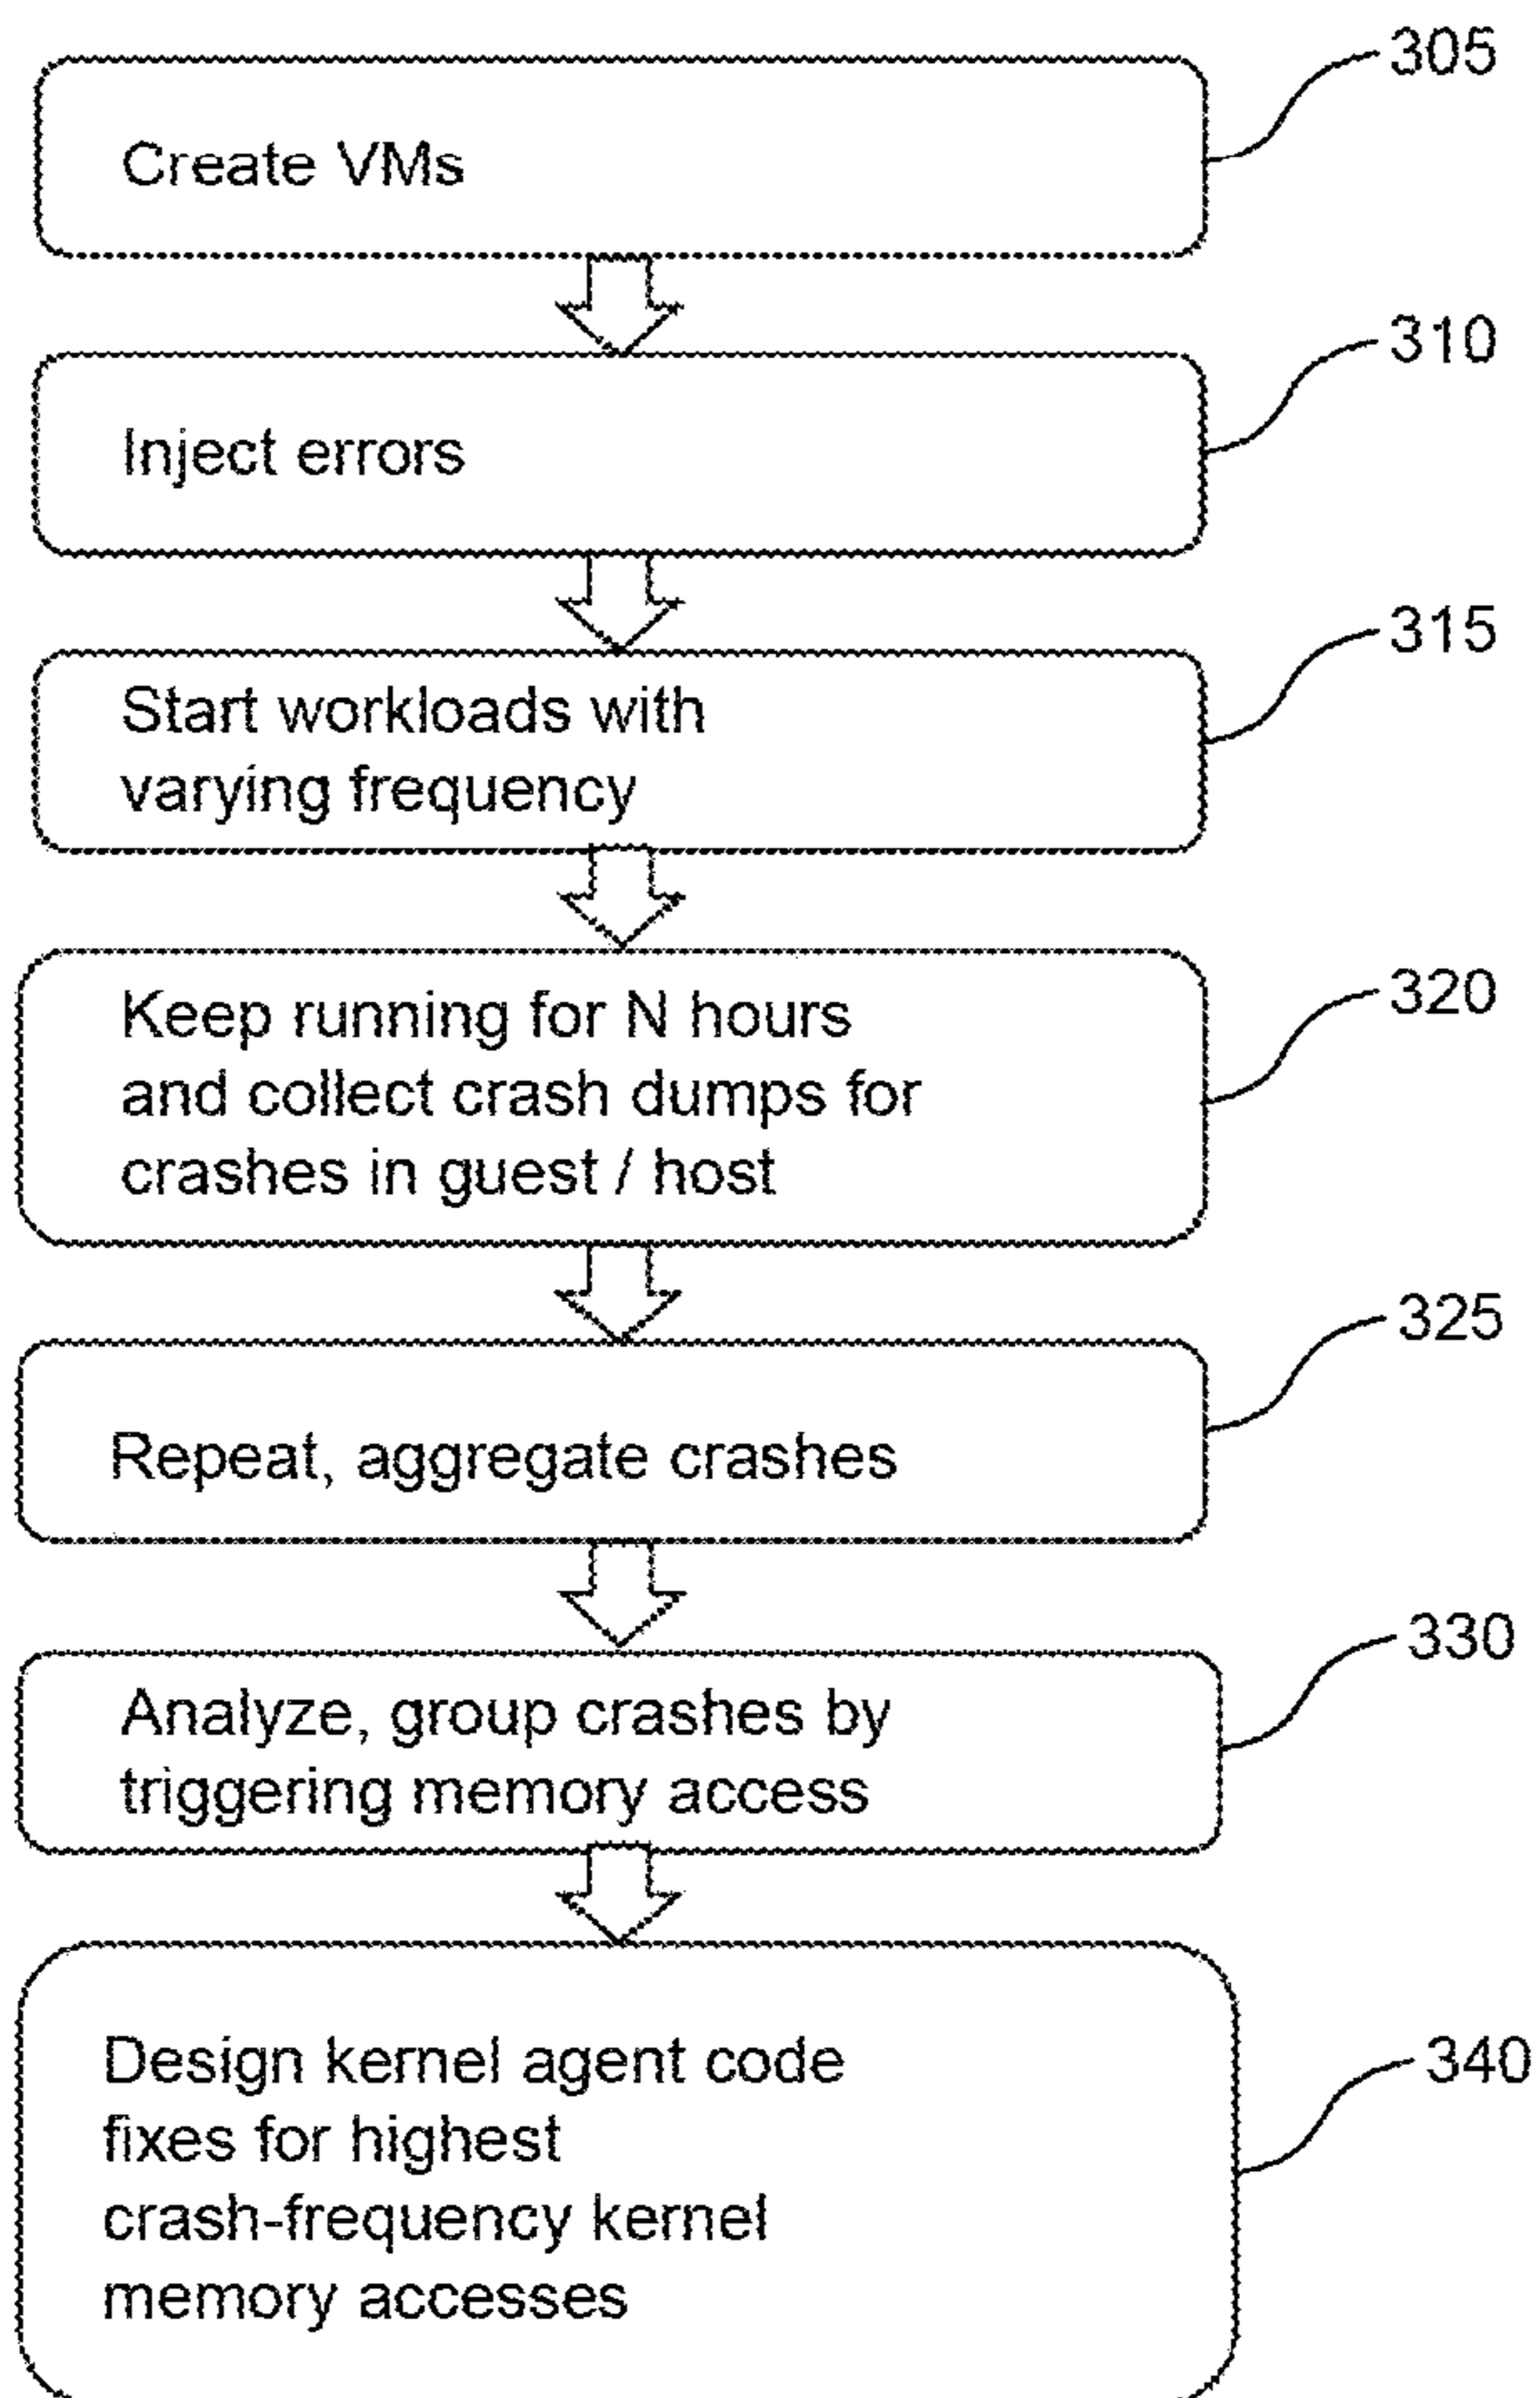 305
Create VMs
310
Inject errors
315
Start workloads with
varying frequency
320
Keep running for N hours
and collect crash dumps for
crashes in guest / host
325
Repeat, aggregate crashes
330
Analyze, group crashes by
triggering memory access
340
Design kernel agent code
fixes for highest
crash-frequency kernel
memory accesses